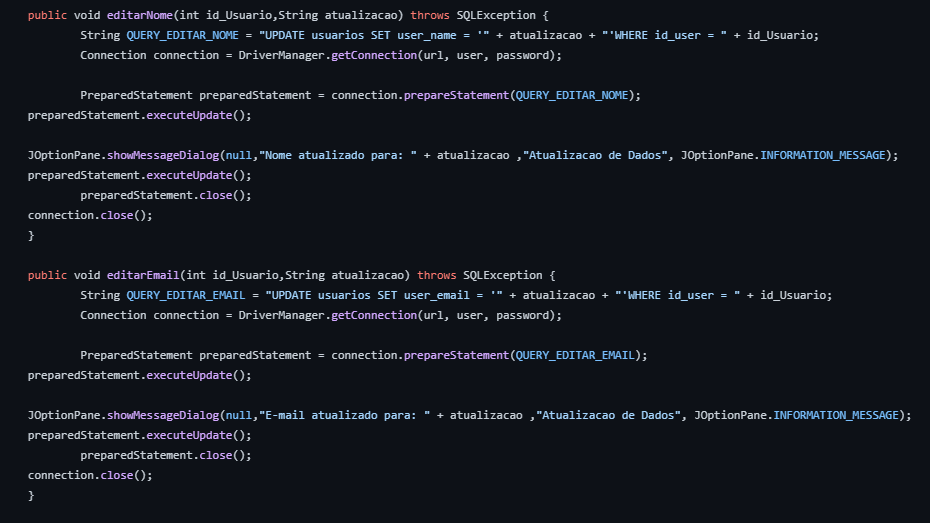 public void editarNome(int id_Usuario,String atualizacao) throws SQLException {
        String QUERY_EDITAR_NOME = "UPDATE usuarios SET user_name = '" + atualizacao + "'WHERE id_user = " + id_Usuario;
        Connection connection = DriverManager.getConnection(url, user, password);

        PreparedStatement preparedStatement = connection.prepareStatement(QUERY_EDITAR_NOME);
preparedStatement.executeUpdate();

JOptionPane.showMessageDialog(null,"Nome atualizado para: " + atualizacao ,"Atualizacao de Dados", JOptionPane.INFORMATION_MESSAGE);
preparedStatement.executeUpdate();
        preparedStatement.close();
connection.close();
}

public void editarEmail(int id_Usuario,String atualizacao) throws SQLException {
        String QUERY_EDITAR_EMAIL = "UPDATE usuarios SET user_email = '" + atualizacao + "'WHERE id_user = " + id_Usuario;
        Connection connection = DriverManager.getConnection(url, user, password);

        PreparedStatement preparedStatement = connection.prepareStatement(QUERY_EDITAR_EMAIL);
preparedStatement.executeUpdate();

JOptionPane.showMessageDialog(null,"E-mail atualizado para: " + atualizacao ,"Atualizacao de Dados", JOptionPane.INFORMATION_MESSAGE);
preparedStatement.executeUpdate();
        preparedStatement.close();
connection.close();
}